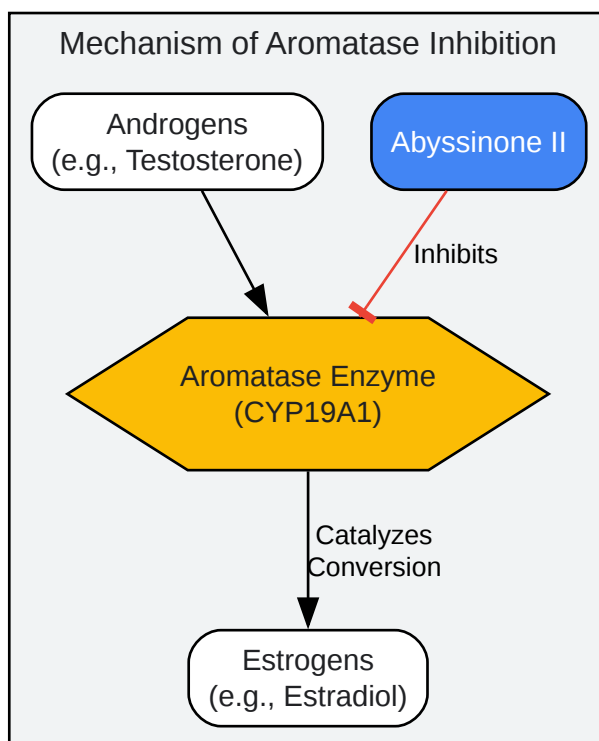 Mechanism of Aromatase Inhibition
Androgens
(e.g., Testosterone)
Abyssinone II
Inhibits
Aromatase Enzyme
(CYP19A1)
Catalyzes
Conversion
Estrogens
(e.g., Estradiol)